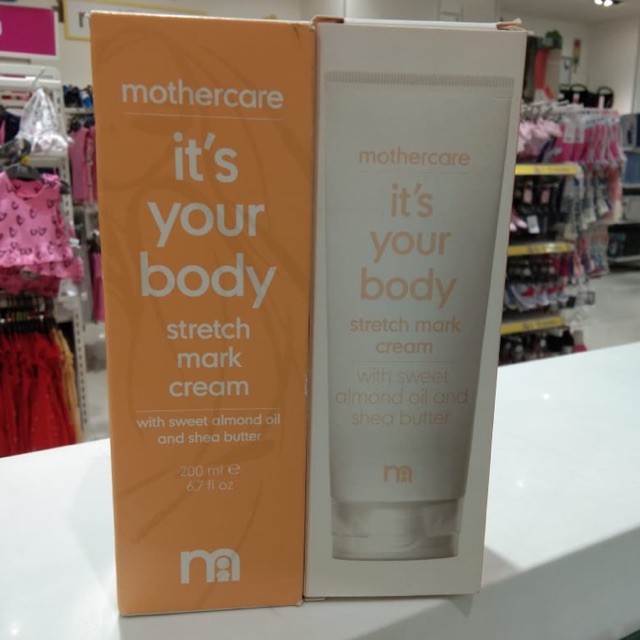 mothercare
it's
your
body
stretch
mark
cream
with sweet almond oil
and shea butter
200 ml e
6.7 fl oz
m
mothercare
it's
your
body
stretch mark
cream
with sweet
almond oil and
shea butter
m